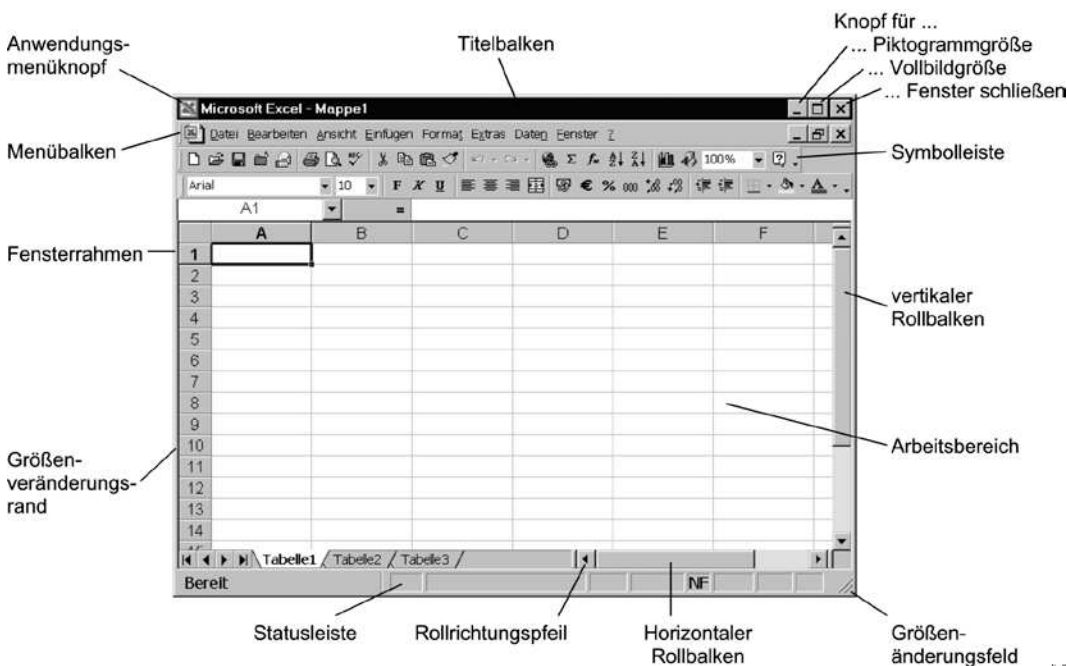 Knopf für ...
Anwendungs-
menüknopf
Titelbalken
... Piktogrammgröße
... Vollbildgröße
... Fenster schließen
Microsoft Excel - Mappe1
Menübalken
Datei Bearbeiten Ansicht Einfügen Format Extras Daten Fenster ?
100%
Symbolleiste
Arial 10 F K U € % 000
A1 =
A B C D E F
Fensterrahmen
1
2
3
vertikaler
Rollbalken
4
5
6
7
8
9
10
Arbeitsbereich
Größen-
veränderungs-
rand
11
12
13
14
Tabelle1 Tabelle2 Tabelle3
Bereit NF
Statusleiste
Rollrichtungspfeil
Horizontaler
Rollbalken
Größen-
änderungsfeld